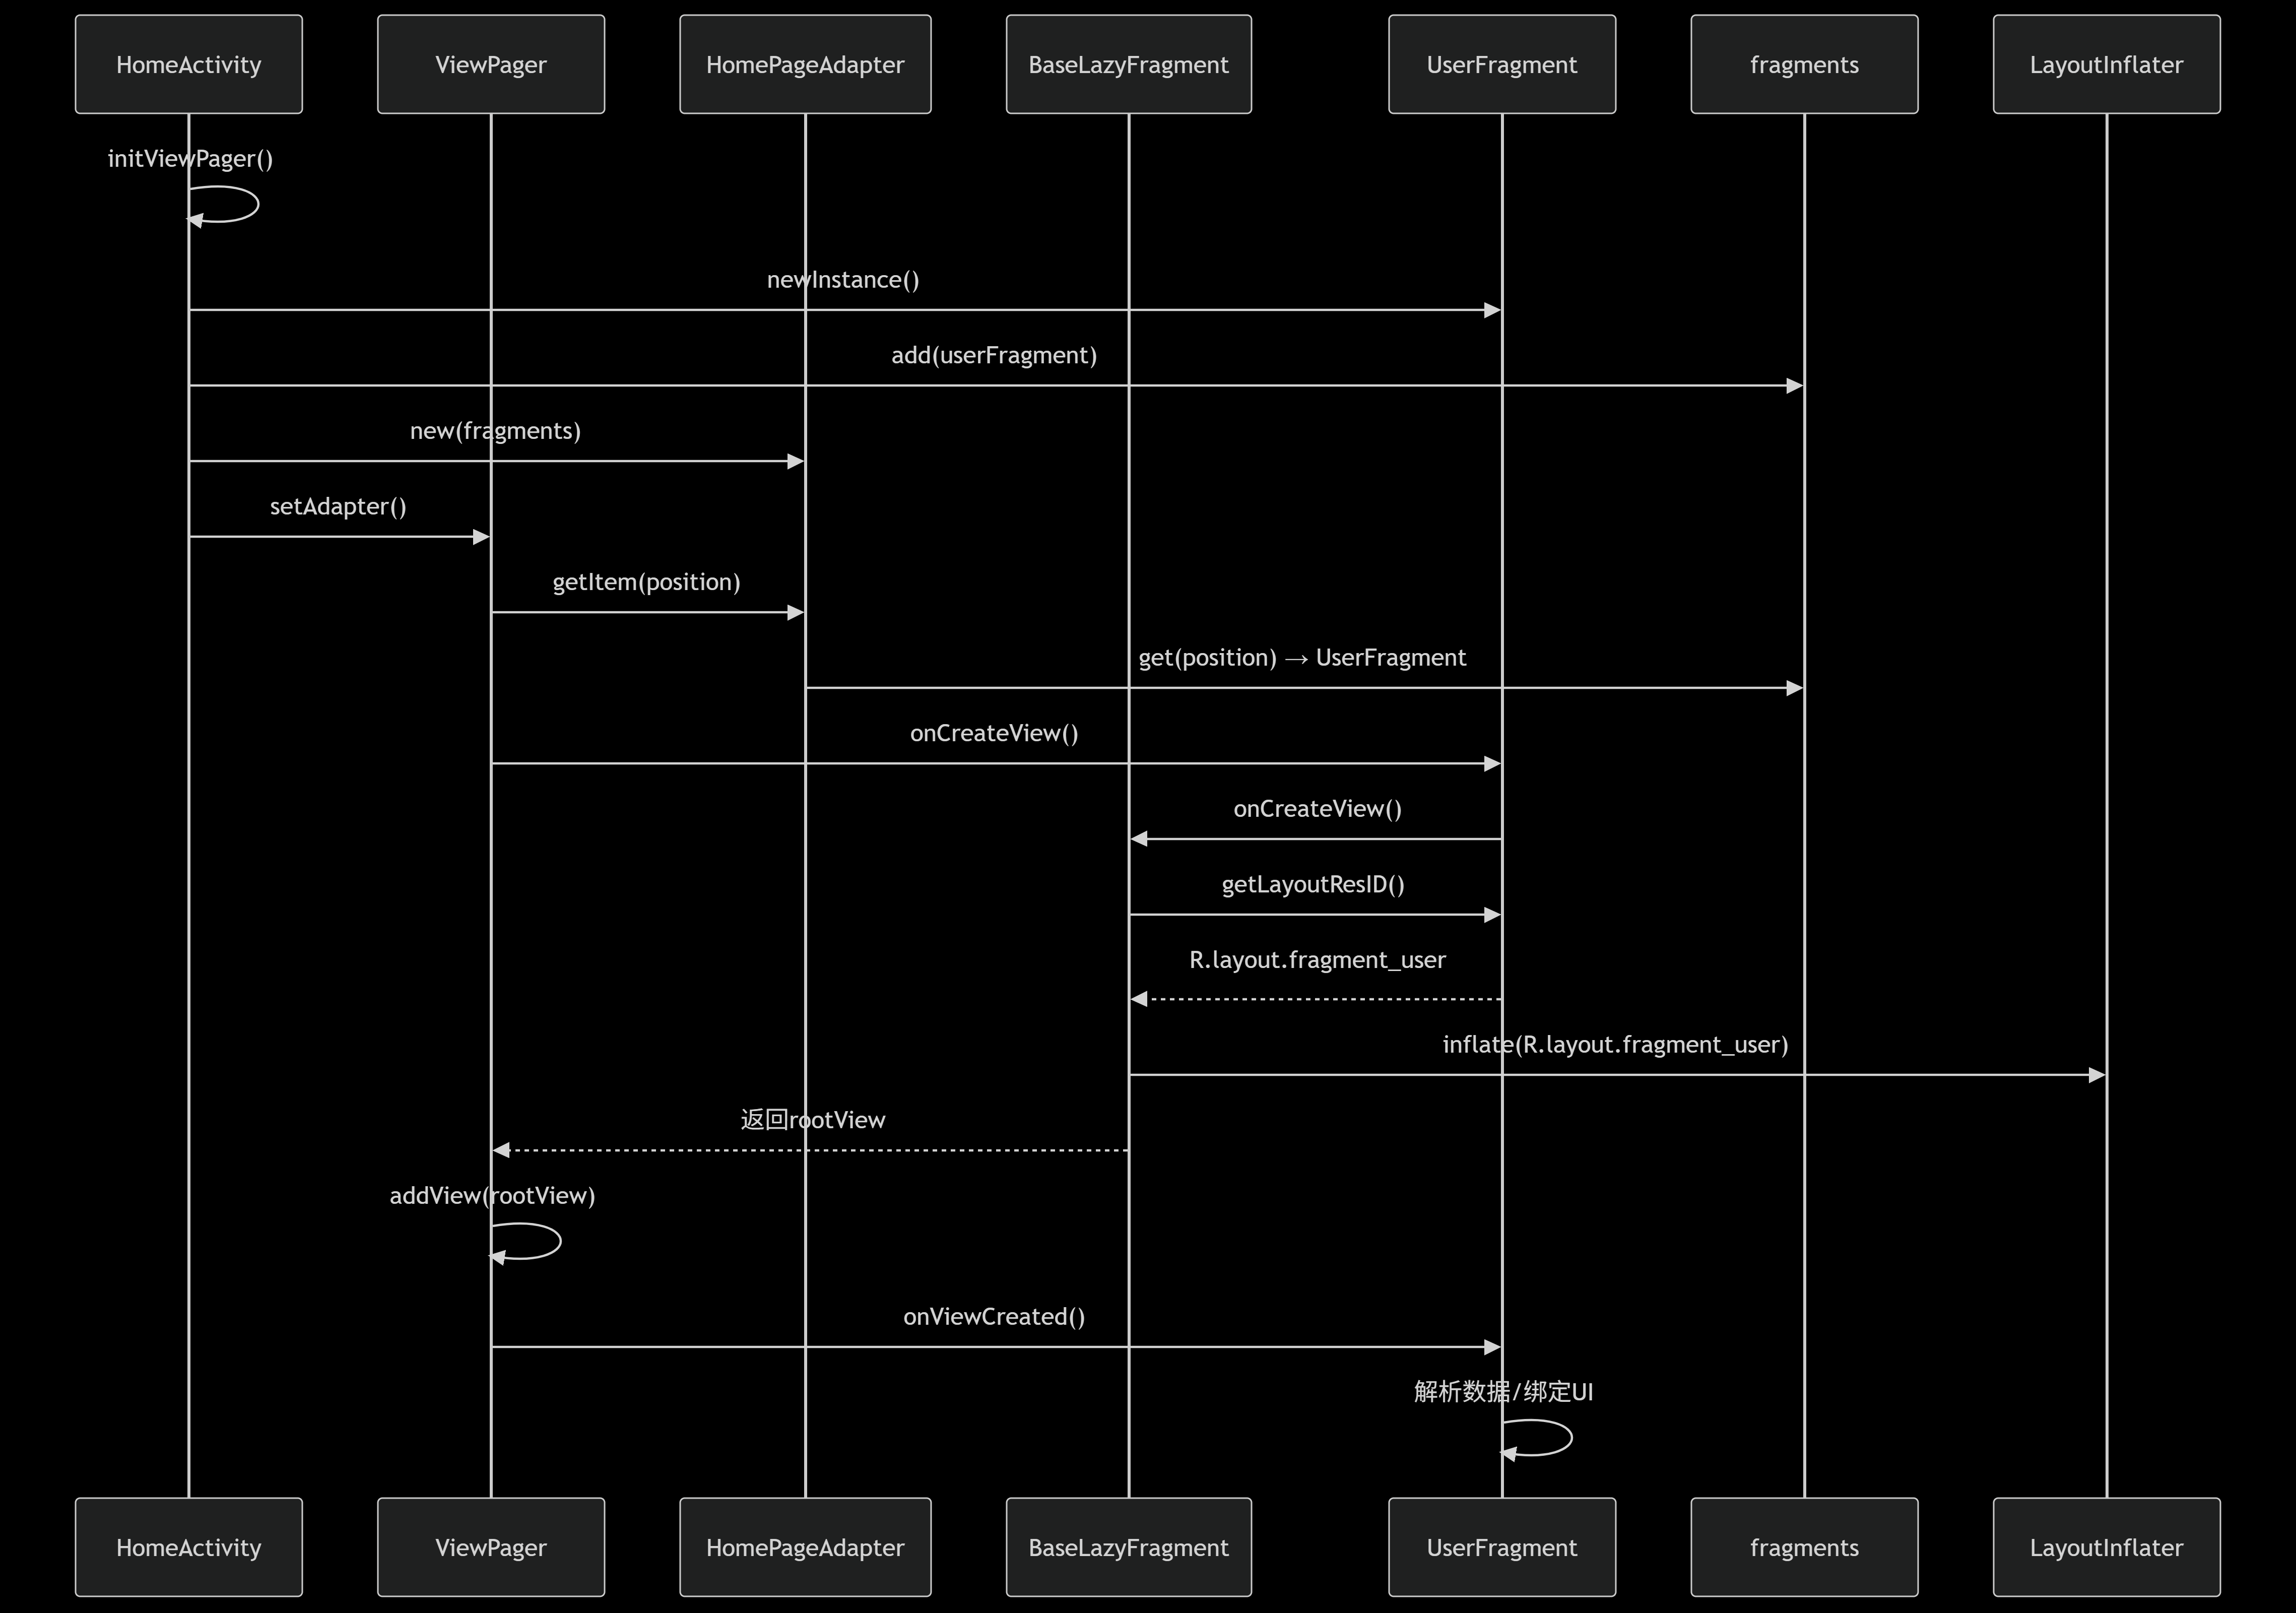 HomeActivity
ViewPager
HomePageAdapter
BaseLazyFragment
UserFragment
fragments
LayoutInflater
initViewPager()
newInstance()
add(userFragment)
new(fragments)
setAdapter()
getItem(position)
get(position) → UserFragment
onCreateView()
onCreateView()
getLayoutResID()
R.layout.fragment_user
inflate(R.layout.fragment_user)
返回rootView
addView(rootView)
onViewCreated()
解析数据/绑定UI
HomeActivity
ViewPager
HomePageAdapter
BaseLazyFragment
UserFragment
fragments
LayoutInflater